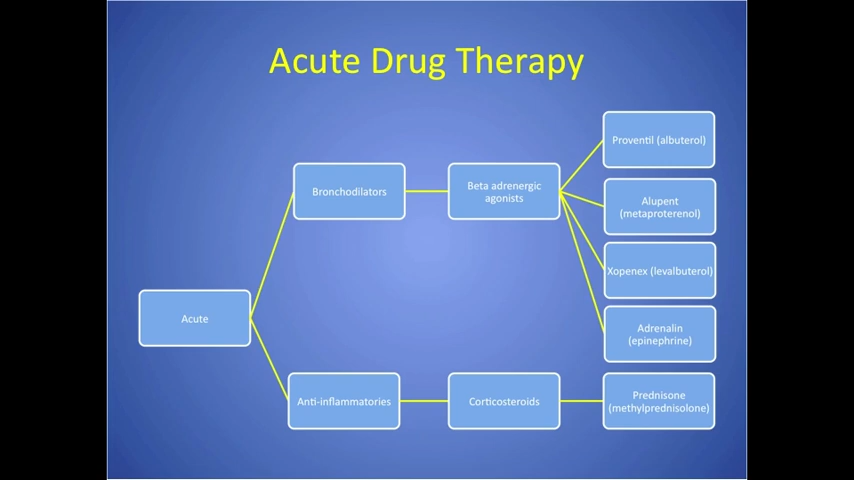 Acute Drug Therapy
Proventil (albuterol)
Bronchodilators
Beta adrenergic
agonists
Alupent
(metaproterenol)
Xopenex (levalbuterol)
Acute
Adrenalin
(epinephrine)
Anti-inflammatories
Corticosteroids
Prednisone
(methylprednisolone)